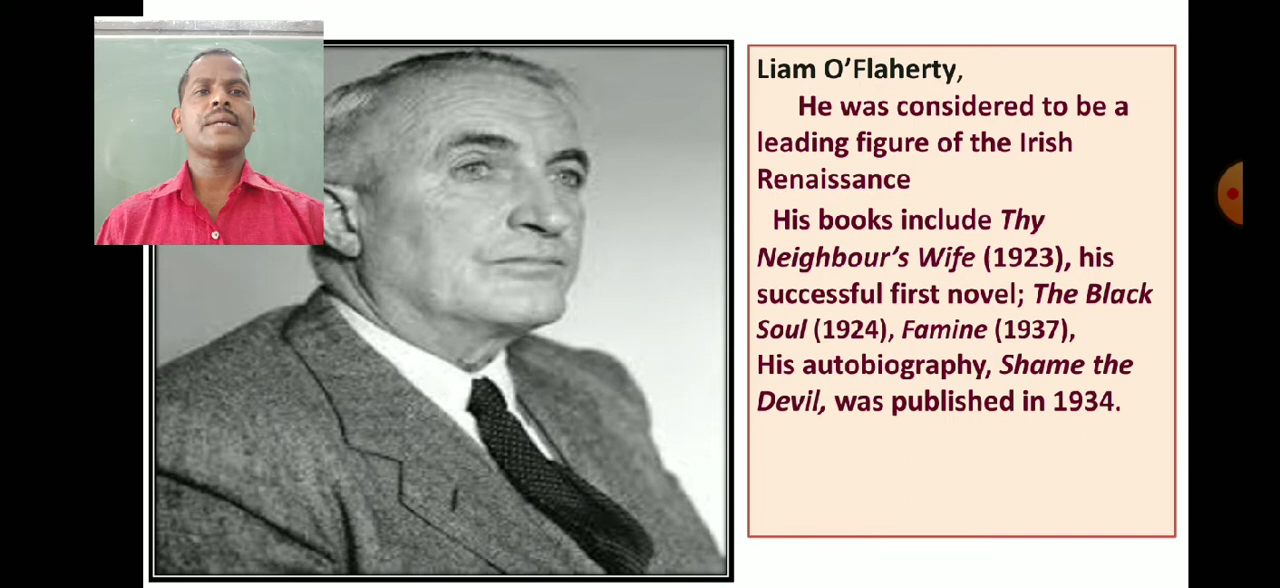 Liam O’Flaherty,
He was considered to be a
leading figure of the Irish
Renaissance
His books include Thy
Neighbour’s Wife (1923), his
successful first novel; The Black
Soul (1924), Famine (1937),
His autobiography, Shame the
Devil, was published in 1934.